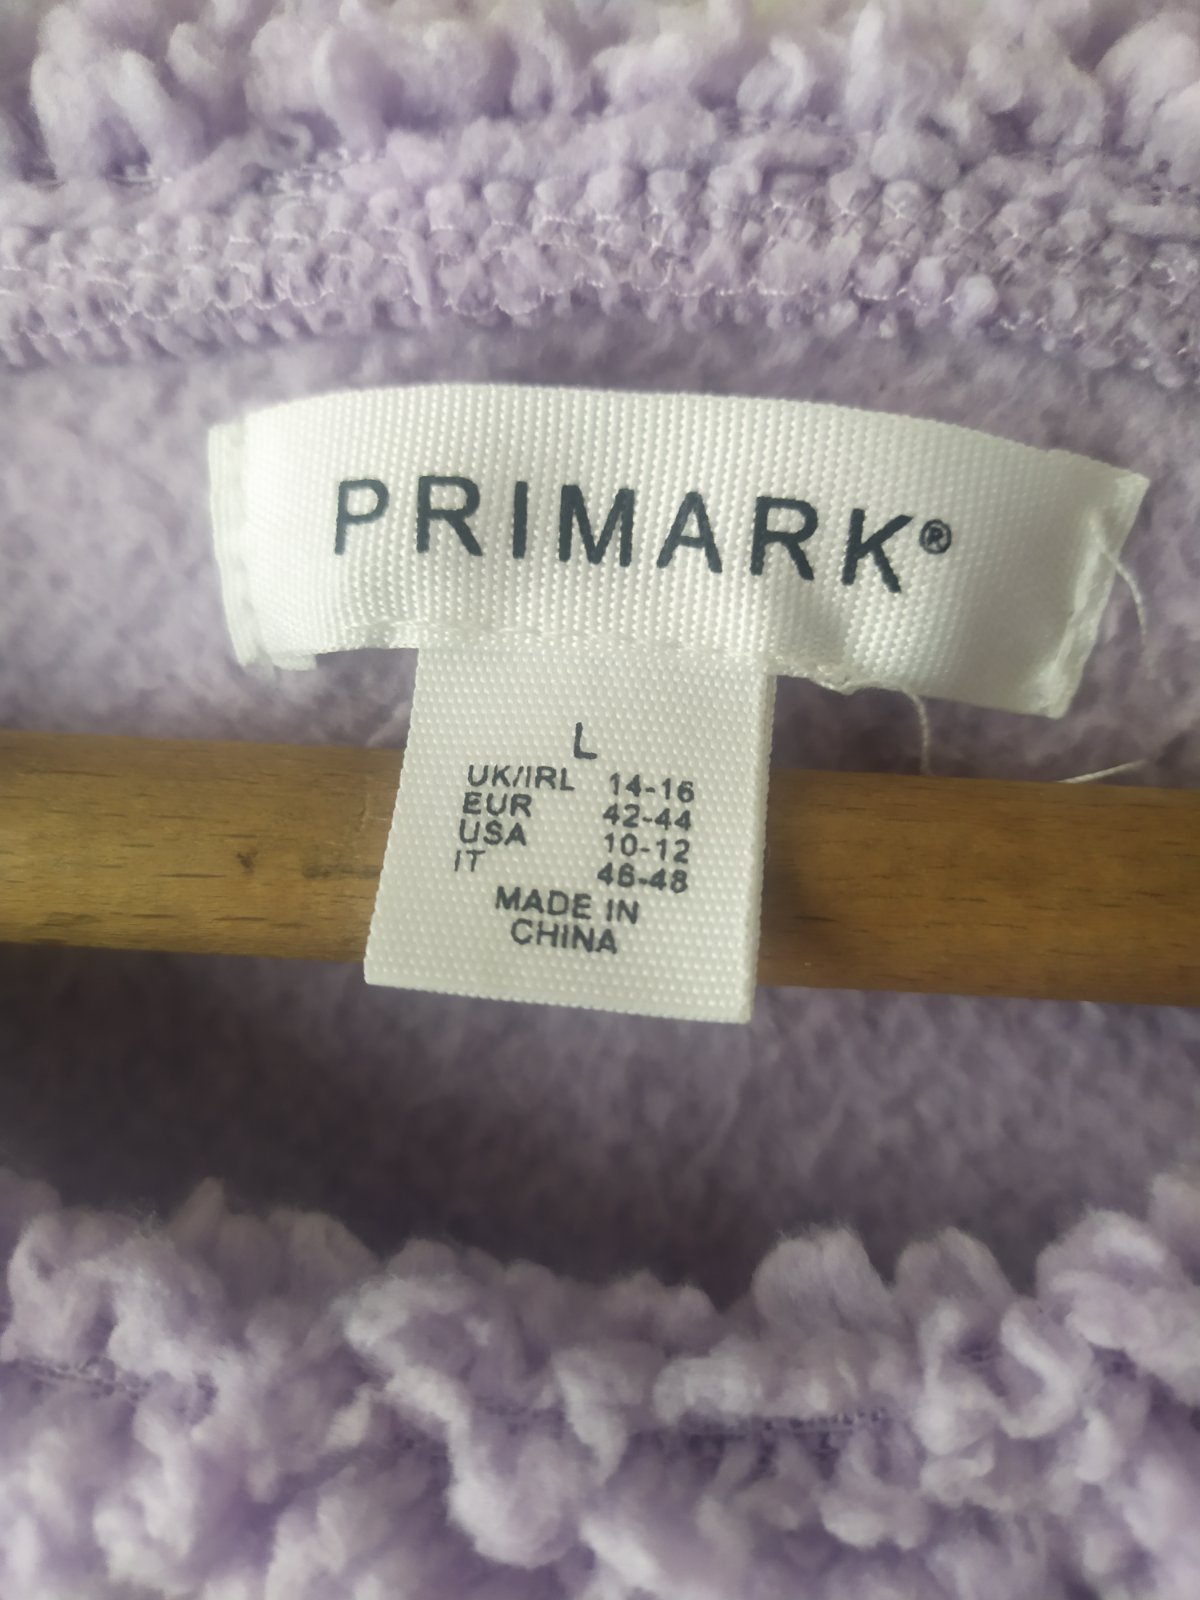 PRIMARK®
L
UK/IRL 14-16
EUR 42-44
USA 10-12
IT 46-48
MADE IN
CHINA